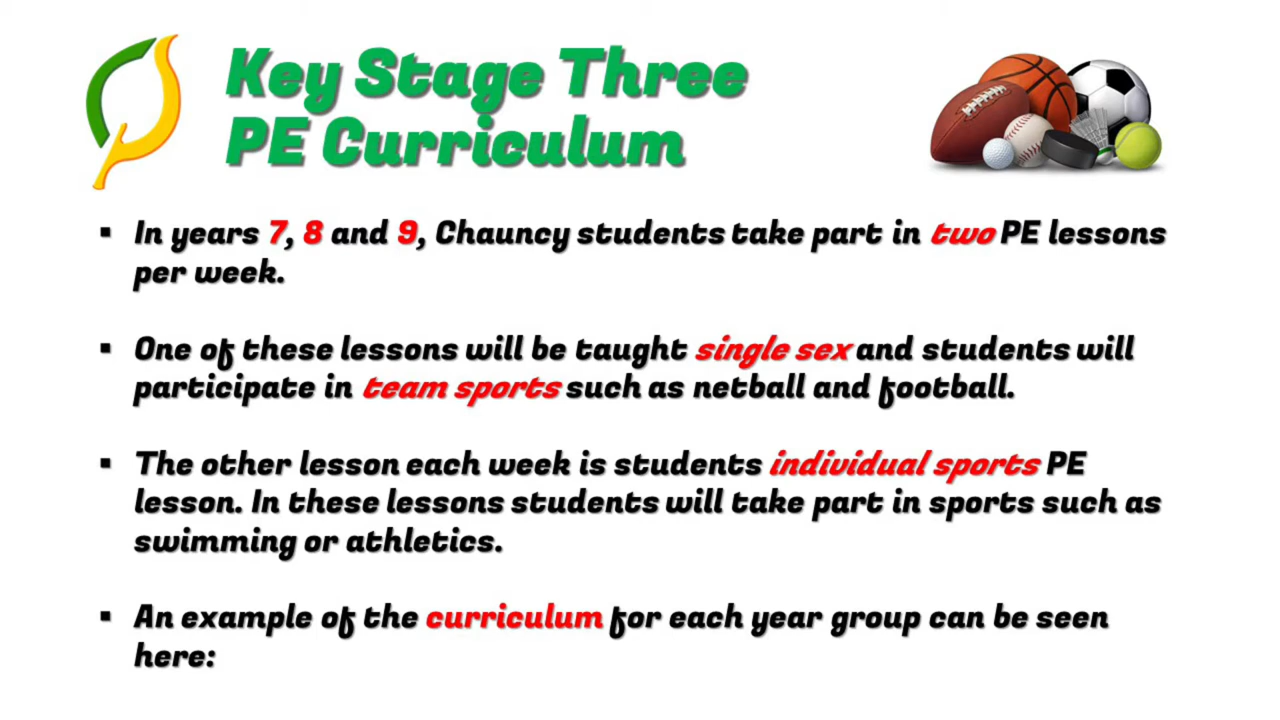 Key Stage Three
PE Curriculum
▪ In years 7, 8 and 9, Chauncy students take part in two PE lessons
per week.
▪ One of these lessons will be taught single sex and students will
participate in team sports such as netball and football.
▪ The other lesson each week is students individual sports PE
lesson. In these lessons students will take part in sports such as
swimming or athletics.
▪ An example of the curriculum for each year group can be seen
here: